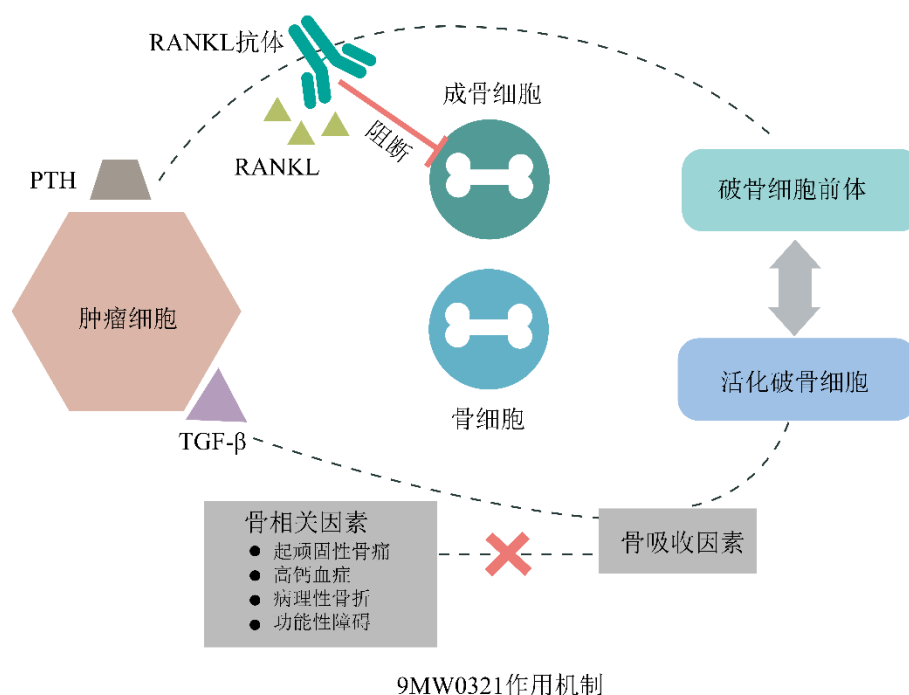 RANKL抗体
成骨细胞
阻断
RANKL
PTH
破骨细胞前体
肿瘤细胞
活化破骨细胞
骨细胞
TGF-β
骨相关因素
● 起顽固性骨痛
● 高钙血症
● 病理性骨折
● 功能性障碍
骨吸收因素
9MW0321作用机制